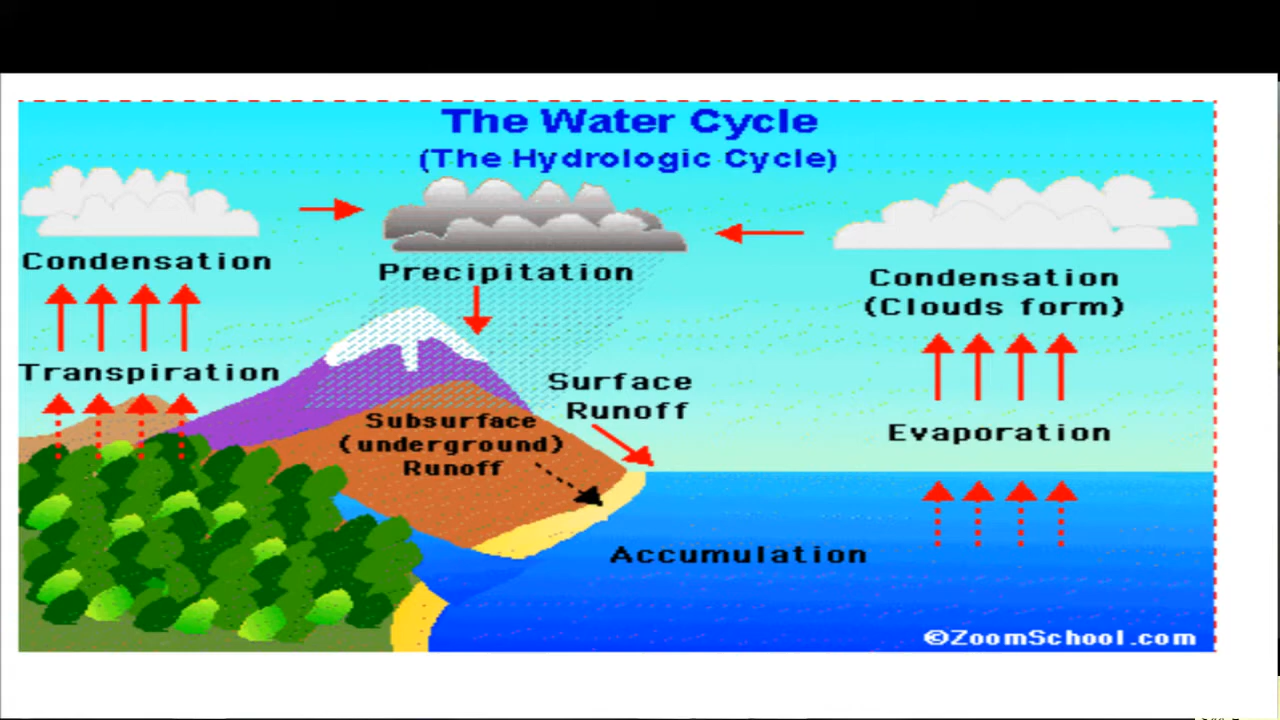 The Water Cycle
(The Hydrologic Cycle)
Condensation
Precipitation
Condensation
(Clouds form)
Transpiration
Surface
Runoff
Subsurface
(underground)
Runoff
Evaporation
Accumulation
©ZoomSchool.com